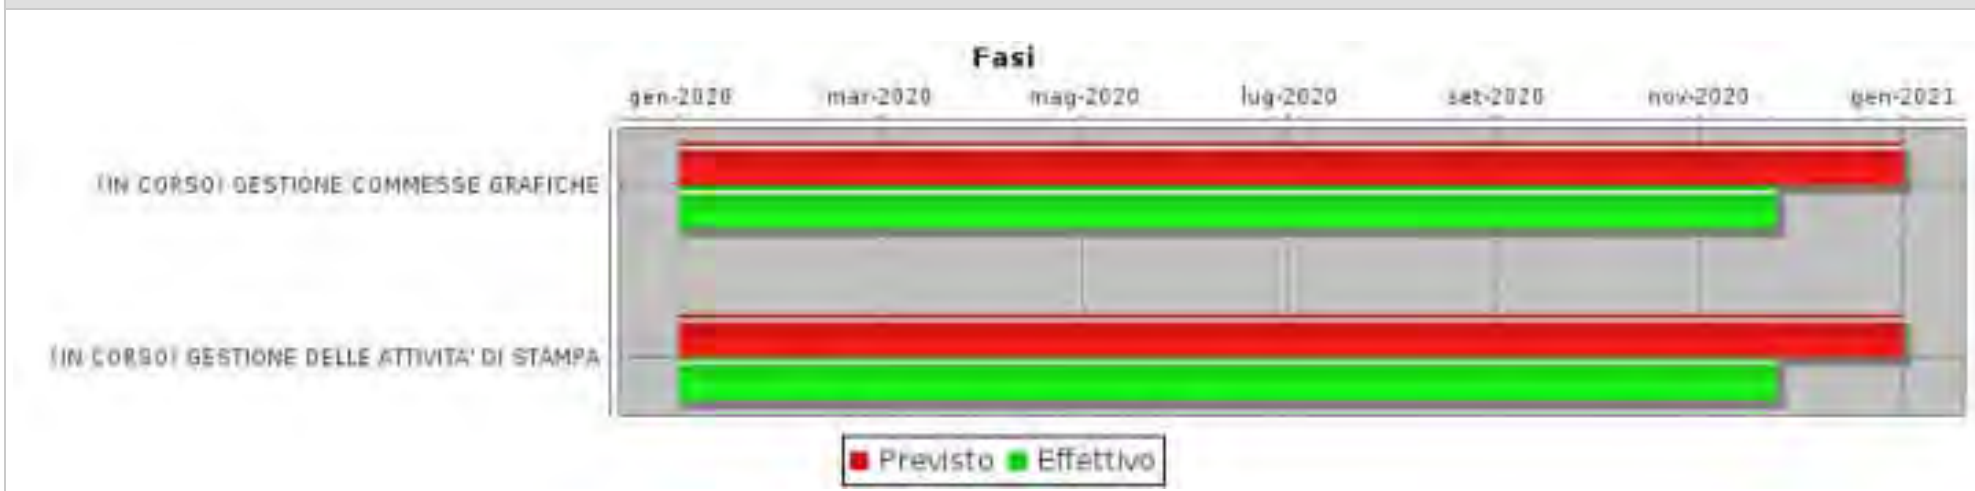 Fasi
gen-2020 mar-2020 mag-2020 lug-2020 set-2020 nov-2020 gen-2021
(IN CORSO) GESTIONE COMMESSE GRAFICHE
(IN CORSO) GESTIONE DELLE ATTIVITA' DI STAMPA
Previsto Effettivo